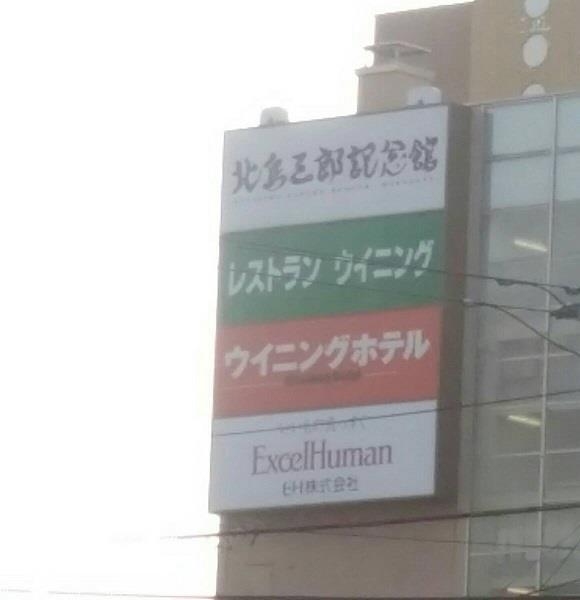 北島三郎記念館
レストラン ウイニング
ウイニングホテル
ExcelHuman
EH株式会社